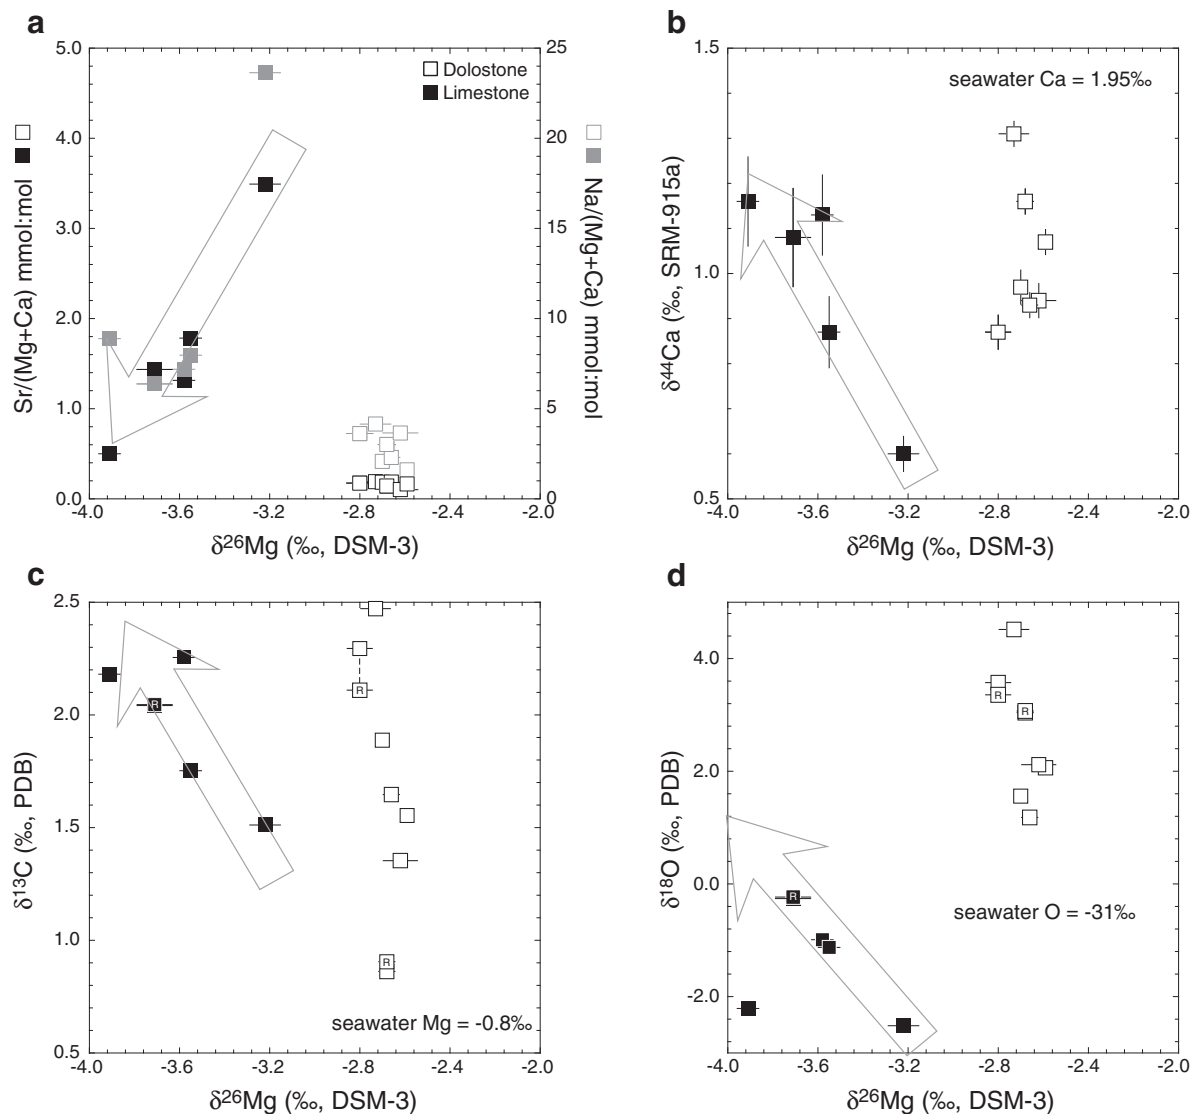 a
5.0
4.0
3.0
2.0
1.0
0.0
25
20
15
10
5
0
Dolostone
Limestone
Sr/(Mg+Ca) mmol:mol
Na/(Mg+Ca) mmol:mol
-4.0 -3.6 -3.2 -2.8 -2.4 -2.0
δ26Mg (‰, DSM-3)
b
1.5
1.0
0.5
seawater Ca = 1.95‰
δ44Ca (‰, SRM-915a)
-4.0 -3.6 -3.2 -2.8 -2.4 -2.0
δ26Mg (‰, DSM-3)
c
2.5
2.0
1.5
1.0
0.5
R
R
R
seawater Mg = -0.8‰
δ13C (‰, PDB)
-4.0 -3.6 -3.2 -2.8 -2.4 -2.0
δ26Mg (‰, DSM-3)
d
4.0
2.0
0.0
-2.0
-4.0
R
R
R
seawater O = -31‰
δ18O (‰, PDB)
-3.6 -3.2 -2.8 -2.4 -2.0
δ26Mg (‰, DSM-3)